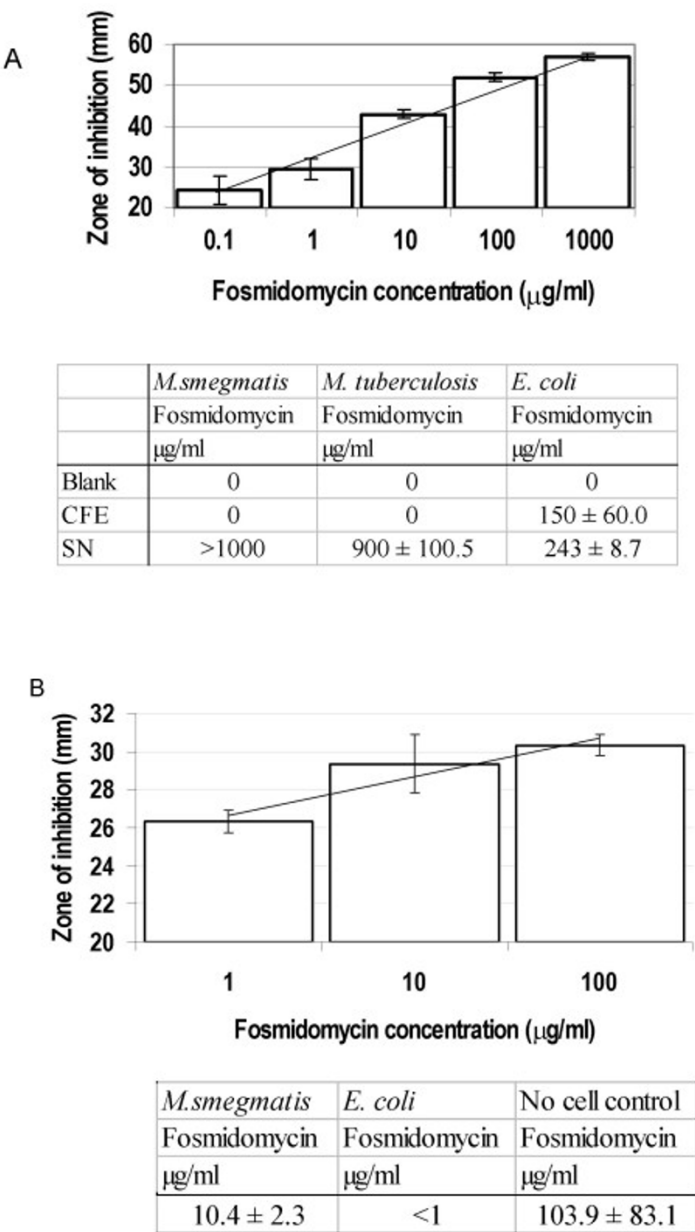 A
Zone of inhibition (mm)
60
50
40
30
20
0.1 1 10 100 1000
Fosmidomycin concentration (μg/ml)
M.smegmatis M. tuberculosis E. coli
Fosmidomycin Fosmidomycin Fosmidomycin
μg/ml μg/ml μg/ml
Blank 0 0 0
CFE 0 0 150 ± 60.0
SN >1000 900 ± 100.5 243 ± 8.7
B
Zone of inhibition (mm)
32
30
28
26
24
22
20
1 10 100
Fosmidomycin concentration (μg/ml)
M.smegmatis E. coli No cell control
Fosmidomycin Fosmidomycin Fosmidomycin
μg/ml μg/ml μg/ml
10.4 ± 2.3 <1 103.9 ± 83.1